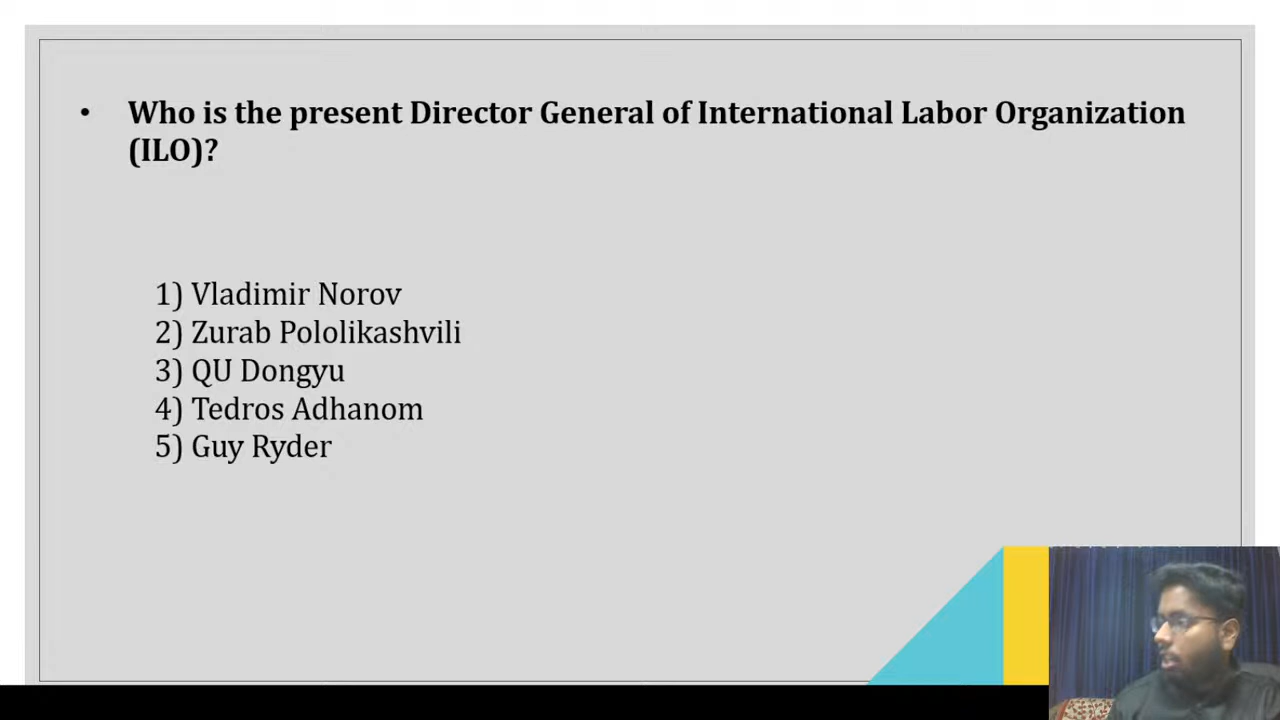 • Who is the present Director General of International Labor Organization
(ILO)?
1) Vladimir Norov
2) Zurab Pololikashvili
3) QU Dongyu
4) Tedros Adhanom
5) Guy Ryder